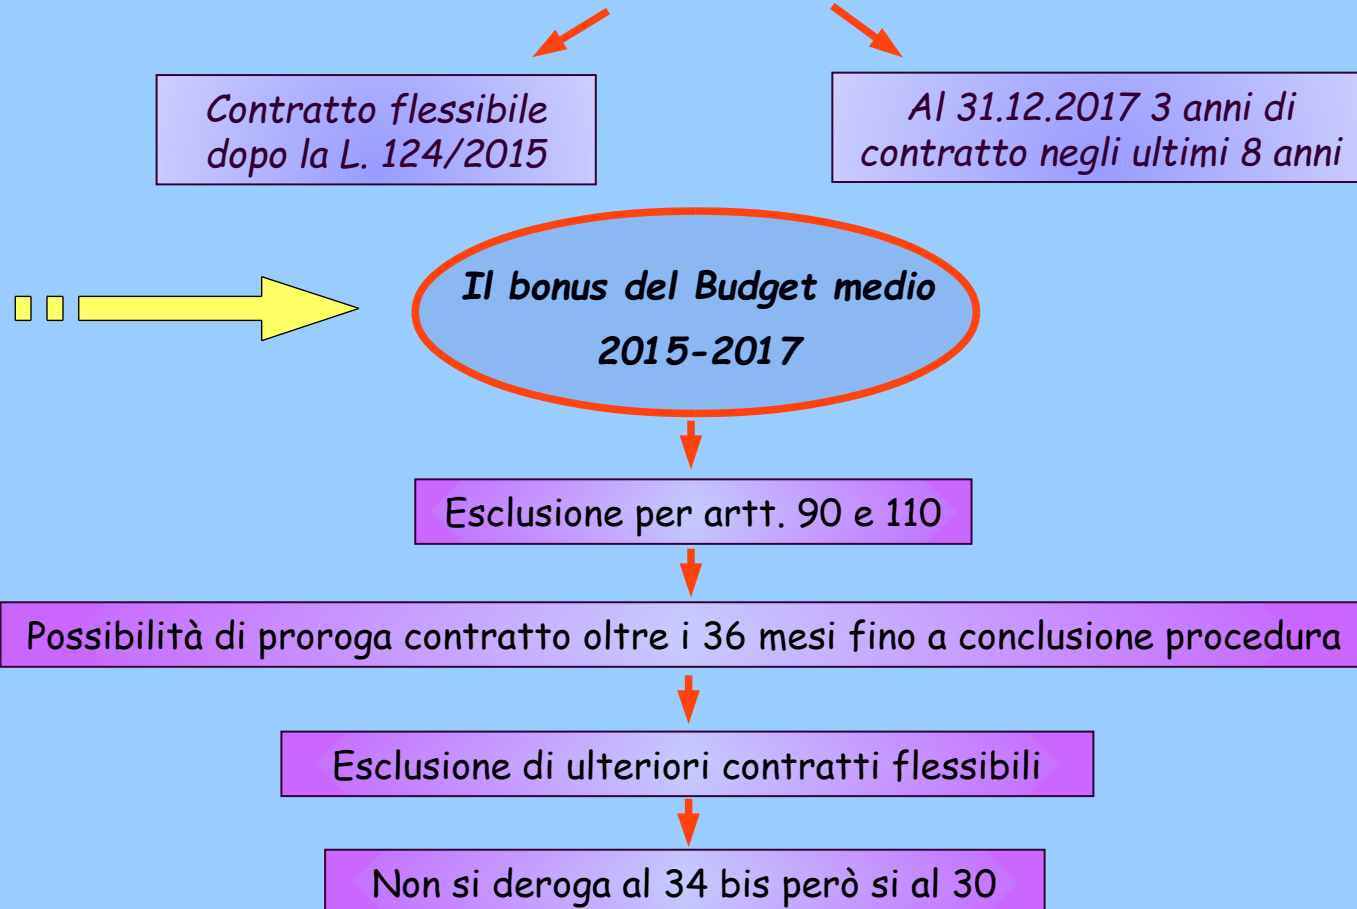 Contratto flessibile
dopo la L. 124/2015
Al 31.12.2017 3 anni di
contratto negli ultimi 8 anni
Il bonus del Budget medio
2015-2017
Esclusione per artt. 90 e 110
Possibilità di proroga contratto oltre i 36 mesi fino a conclusione procedura
Esclusione di ulteriori contratti flessibili
Non si deroga al 34 bis però si al 30